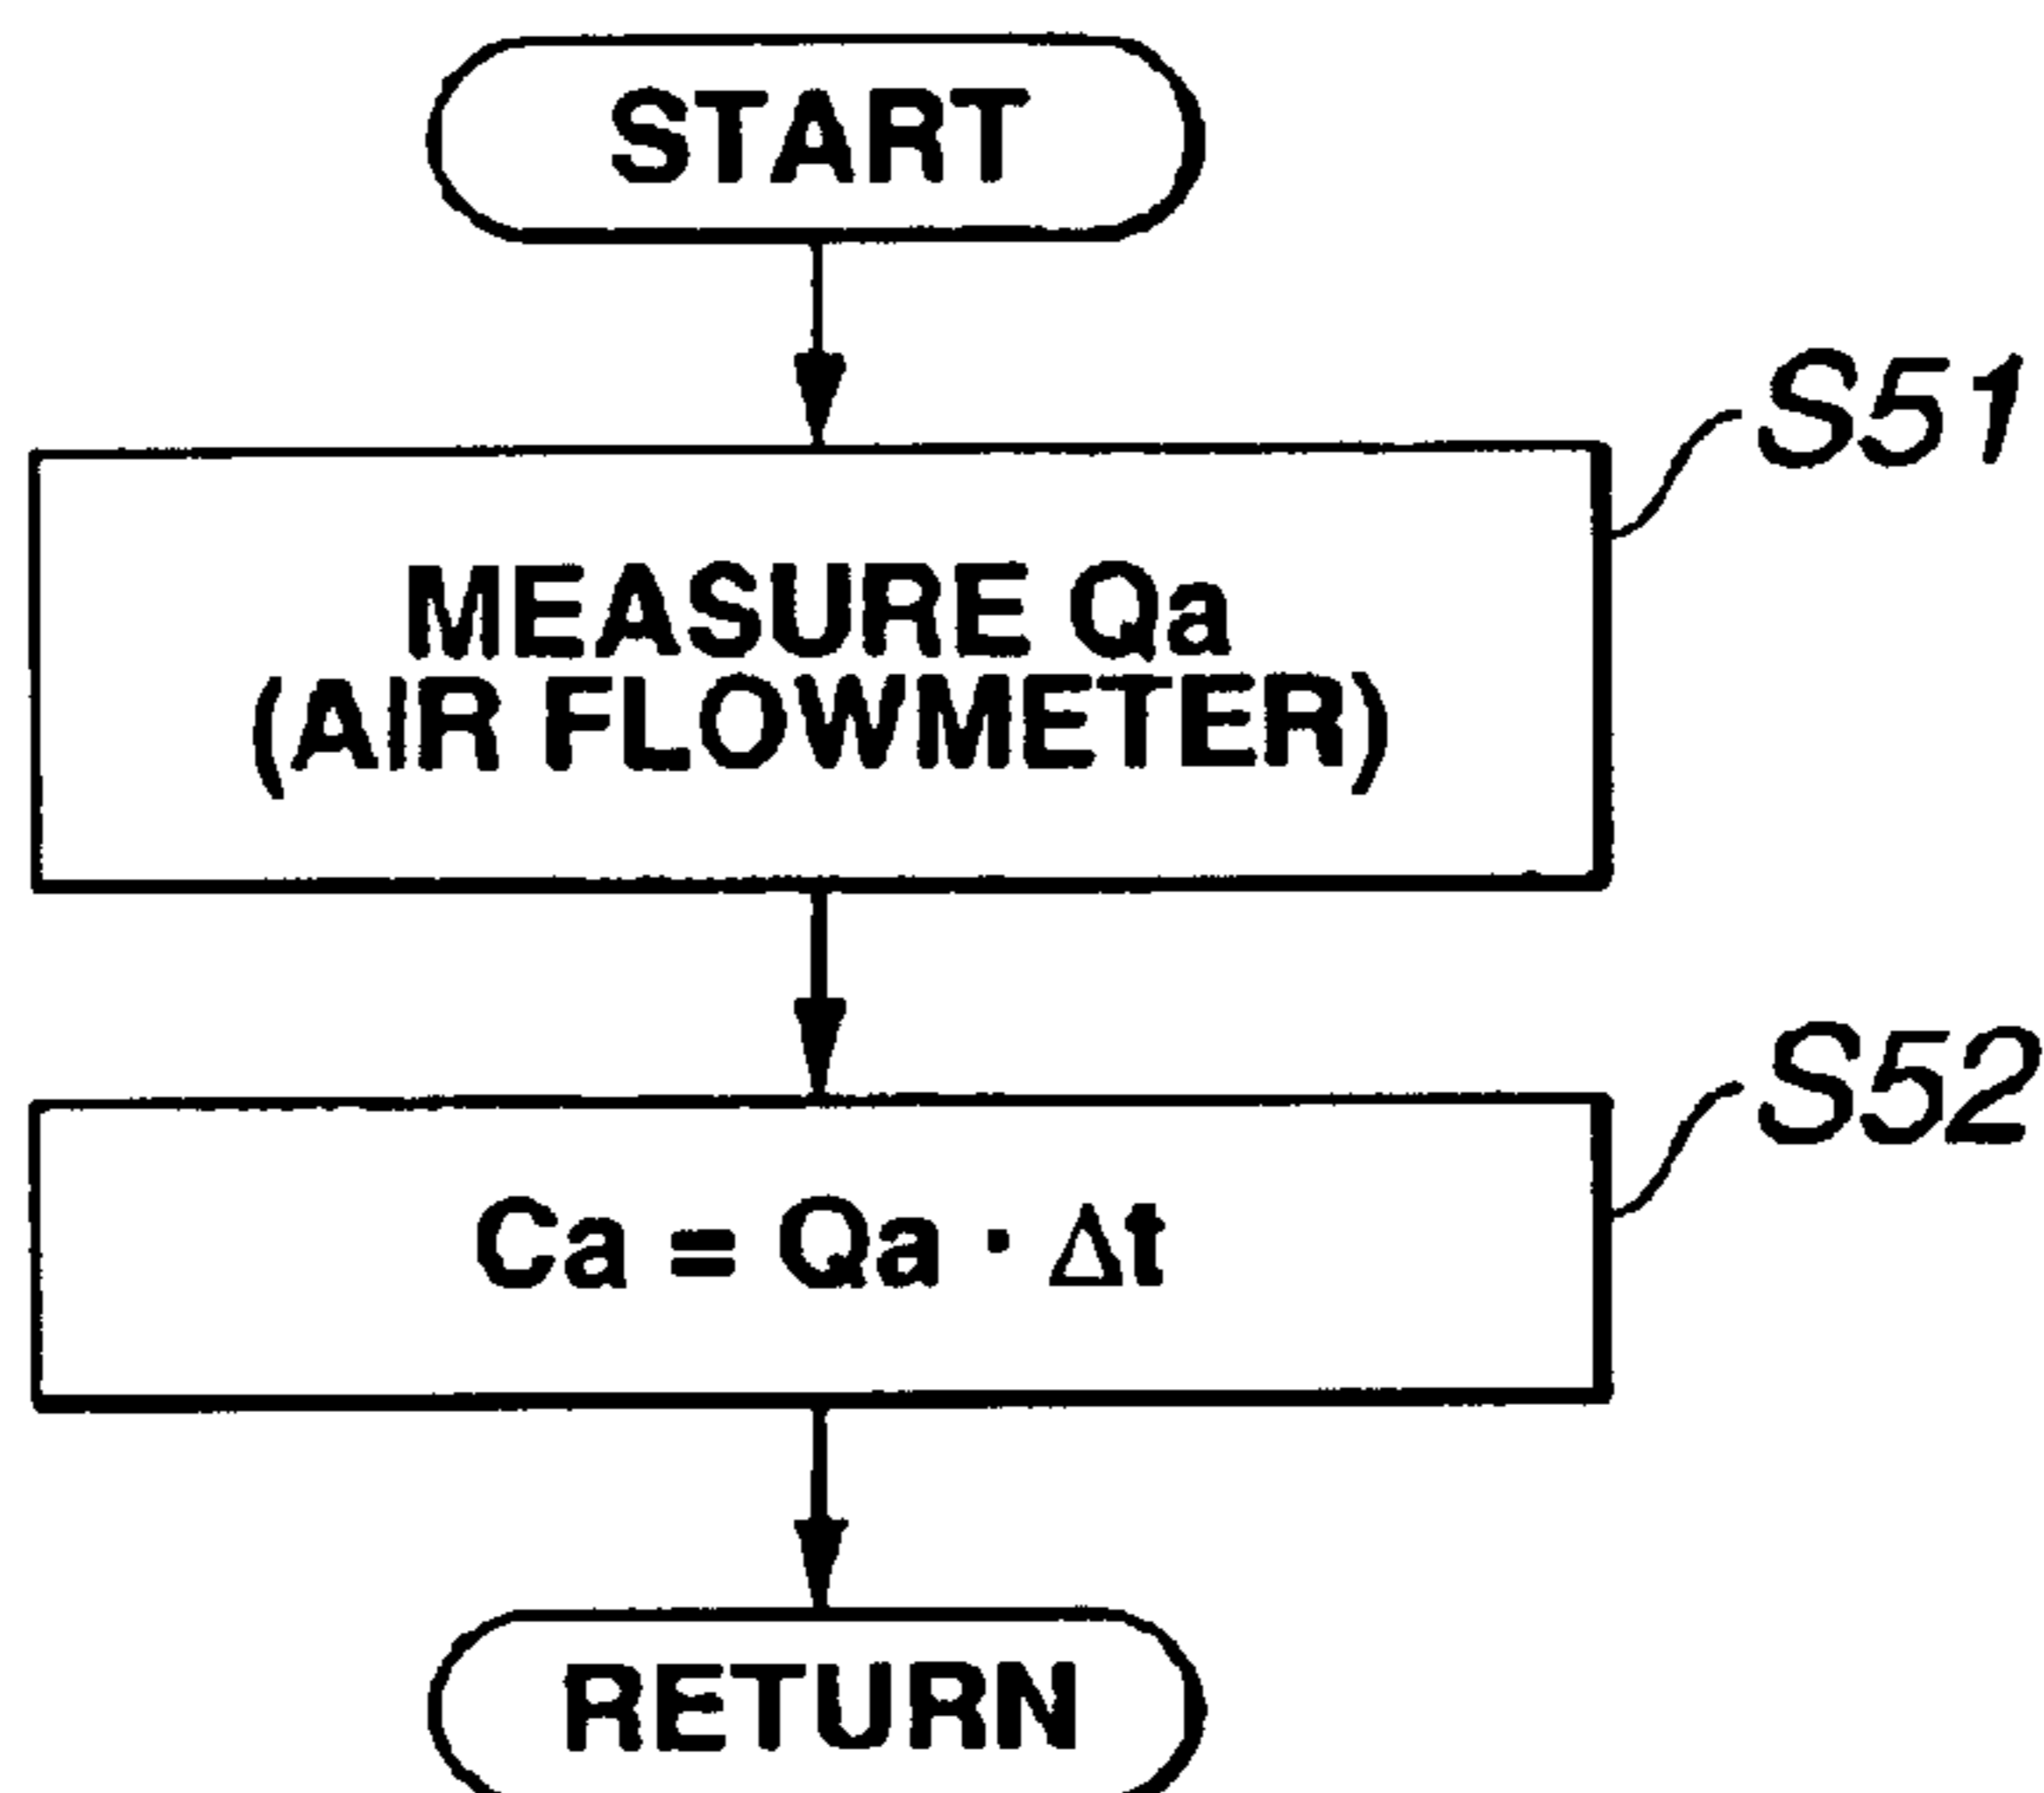 START
S51
MEASURE Qa
(AIR FLOWMETER)
S52
Ca = Qa · Δt
RETURN